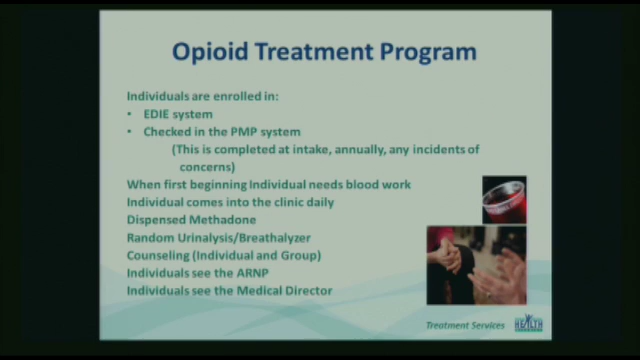 Opioid Treatment Program
Individuals are enrolled in:
• EDIE system
• Checked in the PMP system
(This is completed at intake, annually, any incidents of
concerns)
When first beginning Individual needs blood work
Individual comes into the clinic daily
Dispensed Methadone
Random Urinalysis/Breathalyzer
Counseling (Individual and Group)
Individuals see the ARNP
Individuals see the Medical Director
Treatment Services
HEALTH